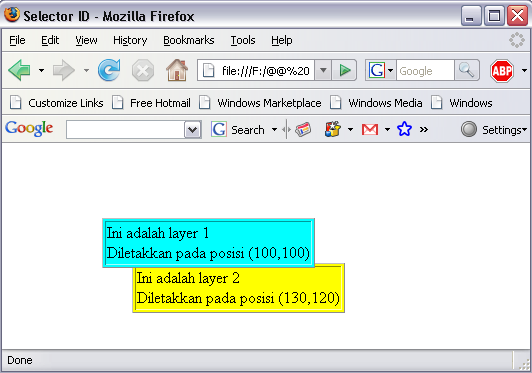 Selector ID - Mozilla Firefox
File Edit View History Bookmarks Tools Help
file:///F:/@@%20 G Google ABP
Customize Links Free Hotmail Windows Marketplace Windows Media Windows
Google G Search Settings
Ini adalah layer 1
Diletakkan pada posisi (100,100)
Ini adalah layer 2
Diletakkan pada posisi (130,120)
Done